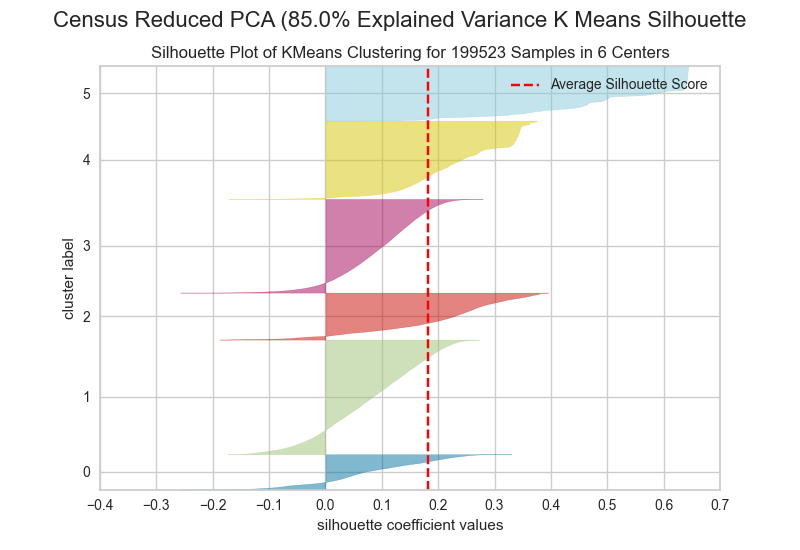 Census Reduced PCA (85.0% Explained Variance K Means Silhouette
Silhouette Plot of KMeans Clustering for 199523 Samples in 6 Centers
Average Silhouette Score
5
4
3
2
1
0
cluster label
−0.4 −0.3 −0.2 −0.1 0.0 0.1 0.2 0.3 0.4 0.5 0.6 0.7
silhouette coefficient values